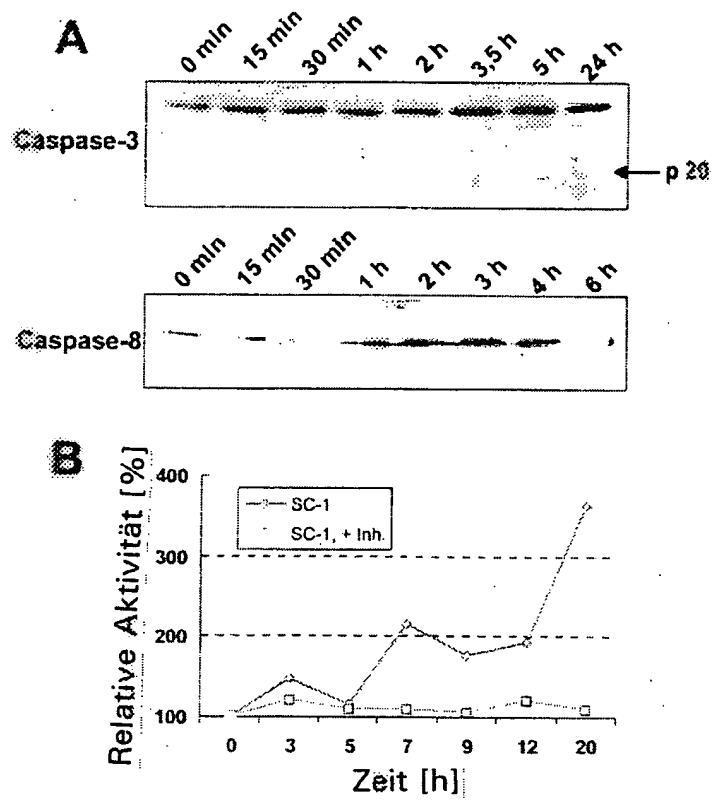 A
0 min 15 min 30 min 1 h 2 h 3,5 h 5 h 24 h
Caspase-3
p 20
0 min 15 min 30 min 1 h 2 h 3 h 4 h 6 h
Caspase-8
B
Relative Aktivität [%]
400
300
200
100
SC-1
SC-1, + Inh.
0 3 5 7 9 12 20
Zeit [h]